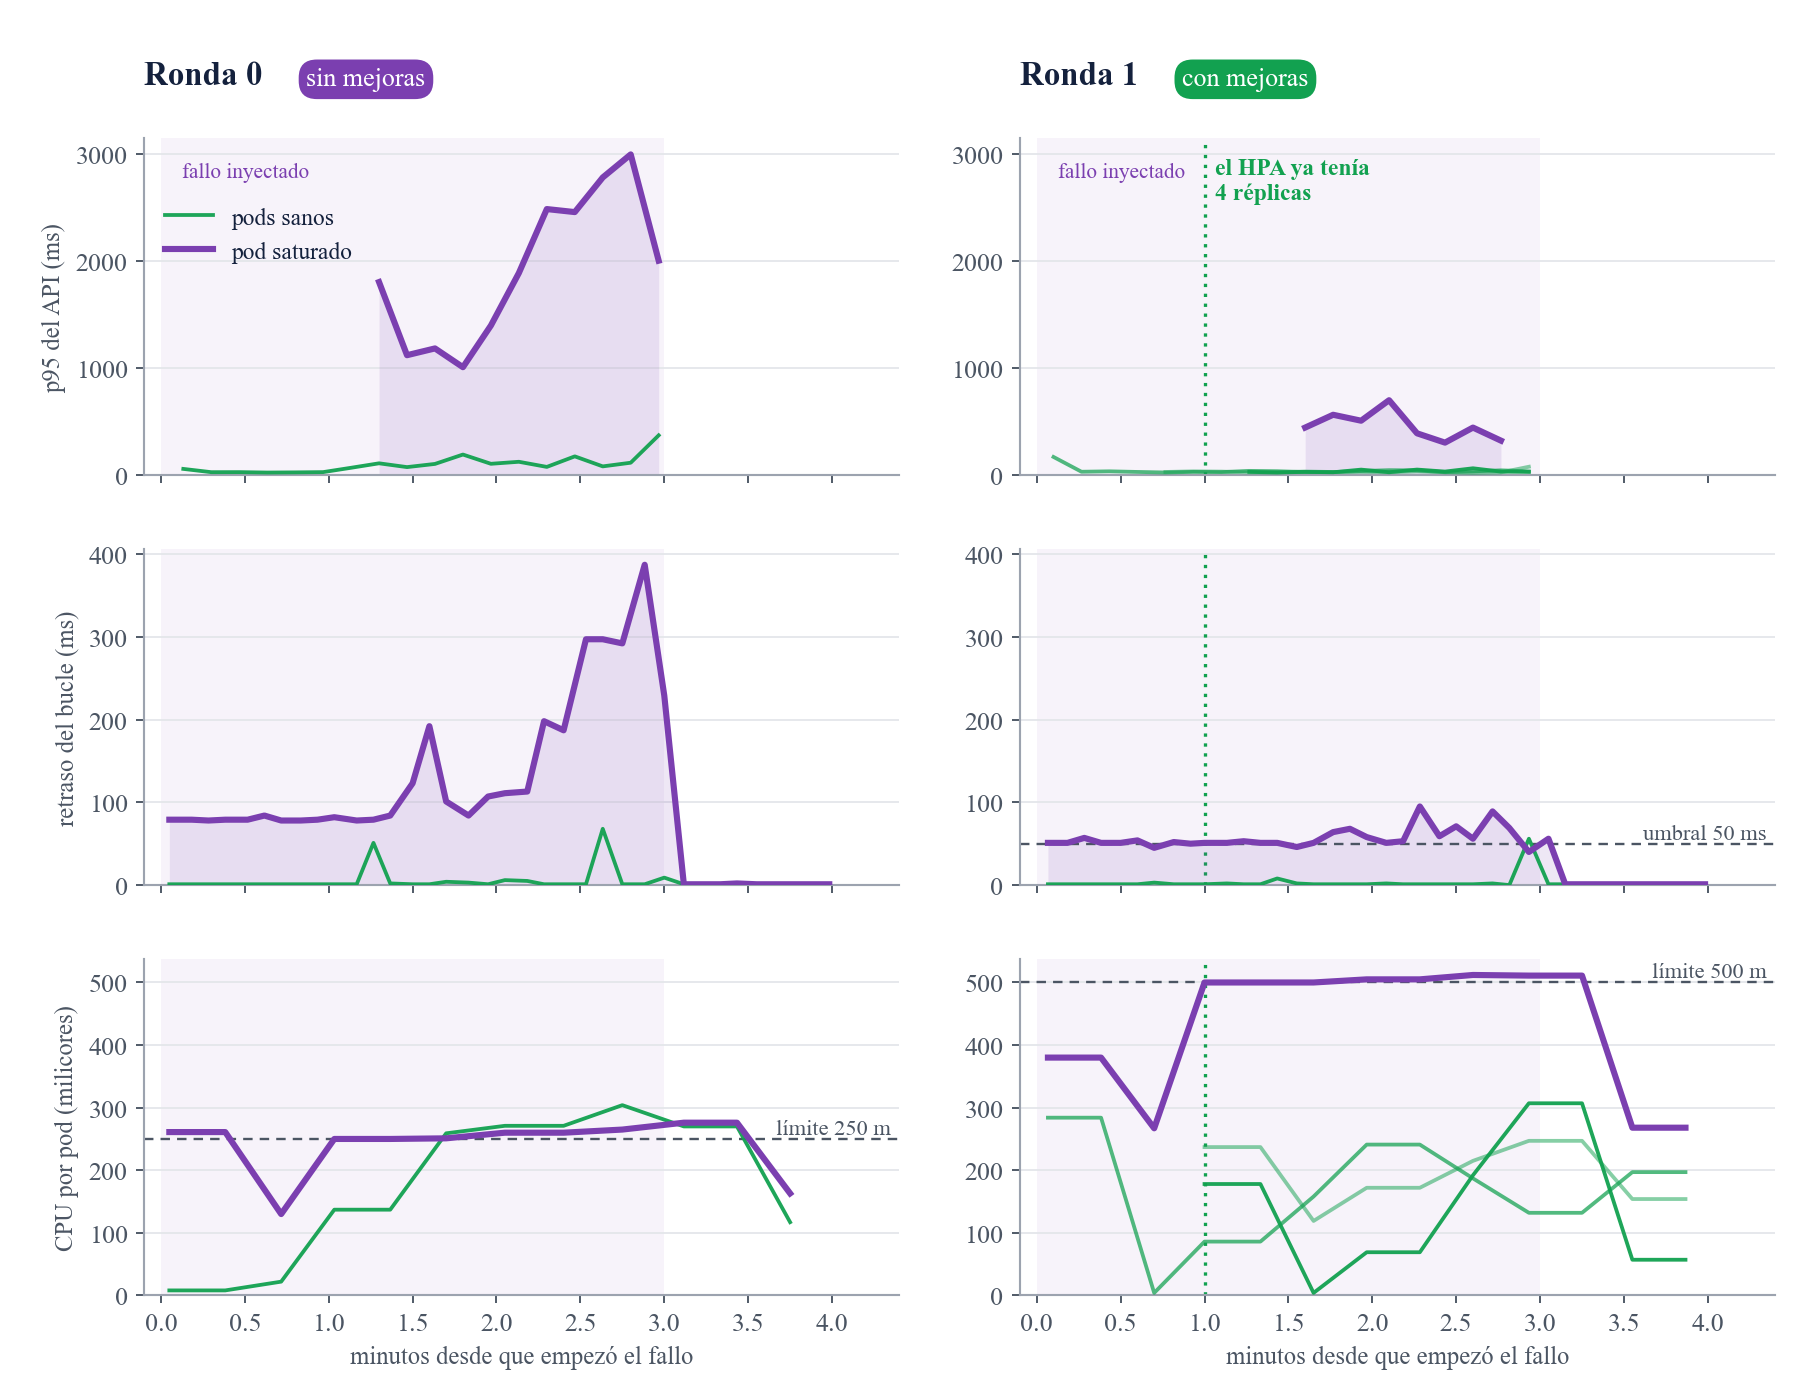 Ronda 0
sin mejoras
Ronda 1
con mejoras
p95 del API (ms)
3000
2000
1000
0
fallo inyectado
pods sanos
pod saturado
3000
2000
1000
0
fallo inyectado
el HPA ya tenía
4 réplicas
retraso del bucle (ms)
400
300
200
100
0
400
300
200
100
0
umbral 50 ms
CPU por pod (milicores)
500
400
300
200
100
0
límite 250 m
0.0 0.5 1.0 1.5 2.0 2.5 3.0 3.5 4.0
minutos desde que empezó el fallo
500
400
300
200
100
0
límite 500 m
0.0 0.5 1.0 1.5 2.0 2.5 3.0 3.5 4.0
minutos desde que empezó el fallo